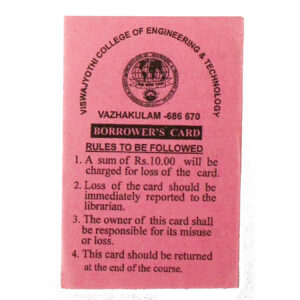 VISWAJYOTHI COLLEGE OF ENGINEERING & TECHNOLOGY
VAZHAKULAM -686 670
BORROWER'S CARD
RULES TO BE FOLLOWED
1. A sum of Rs.10.00 will be
charged for loss of the card.
2. Loss of the card should be
immediately reported to the
librarian.
3. The owner of this card shall
be responsible for its misuse
or loss.
4. This card should be returned
at the end of the course.